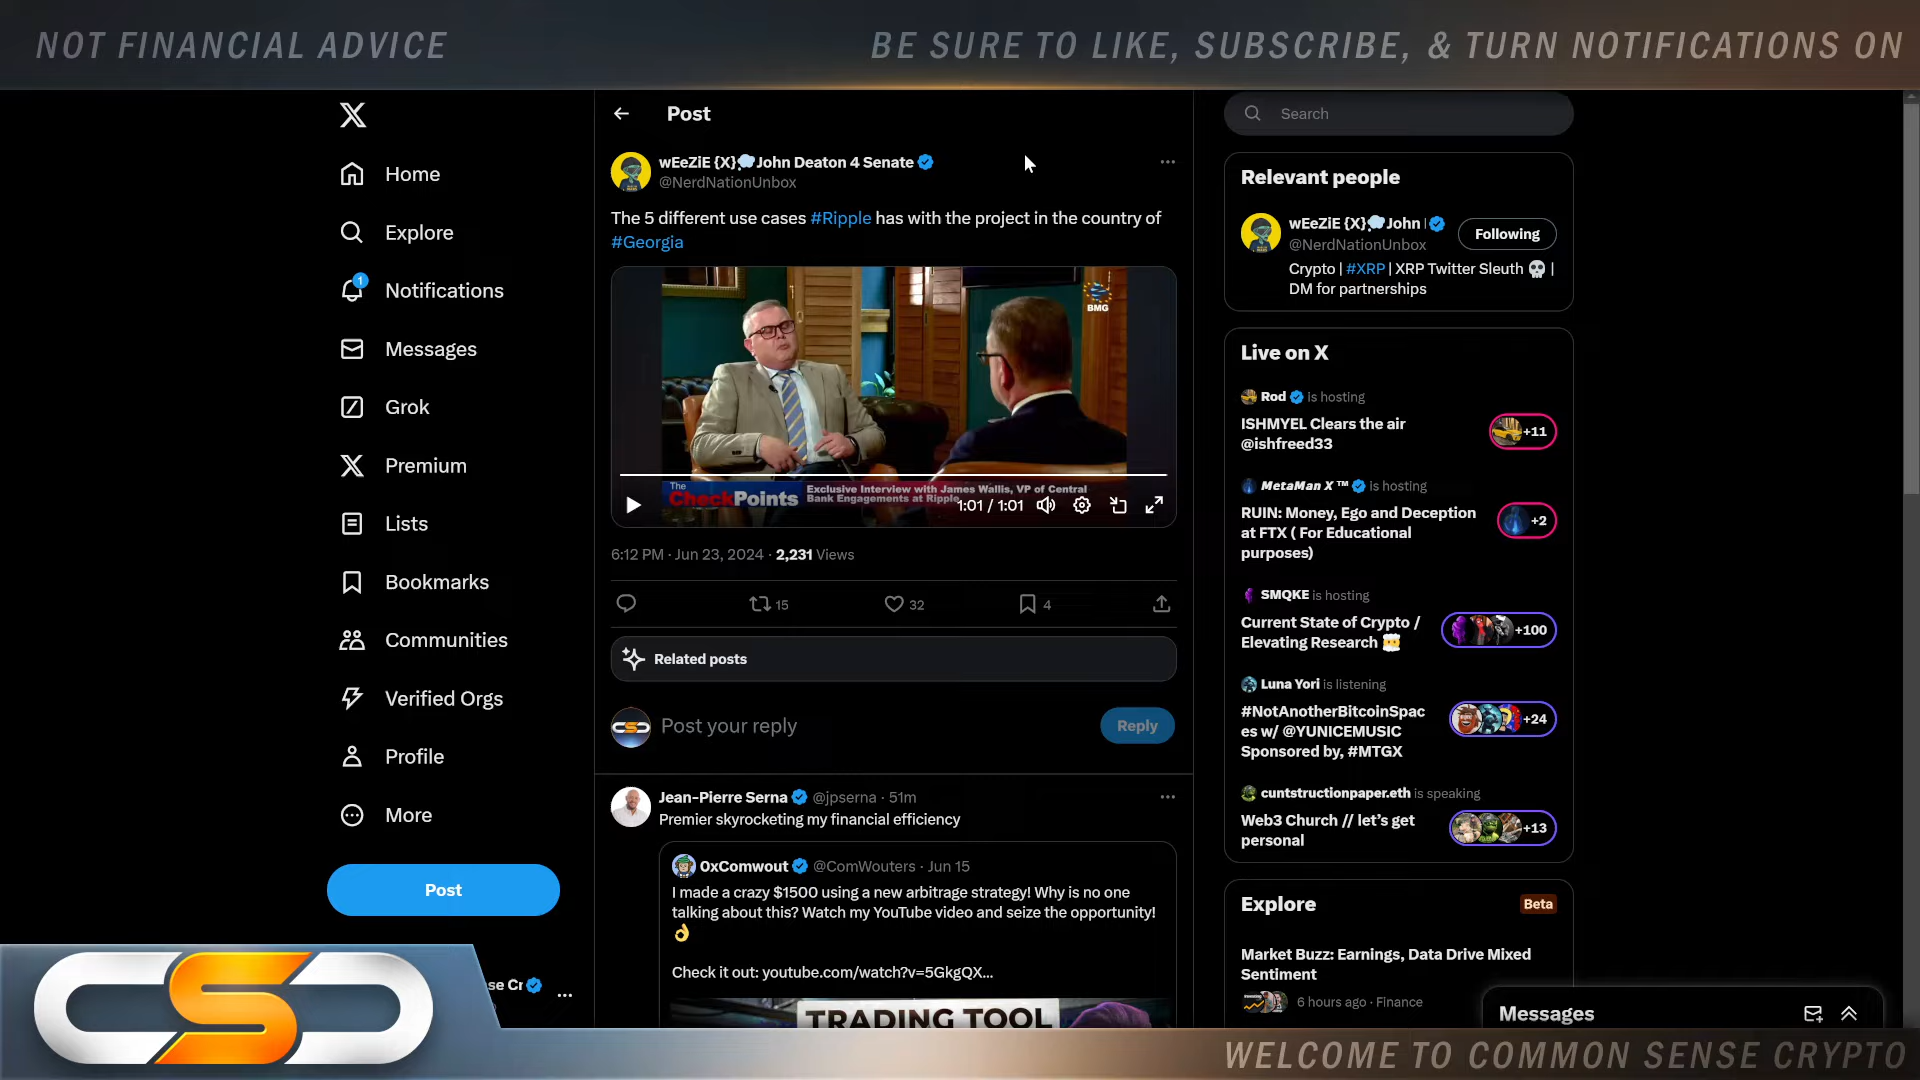 NOT FINANCIAL ADVICE
BE SURE TO LIKE, SUBSCRIBE, & TURN NOTIFICATIONS ON
Home
Explore
1
Notifications
Messages
Grok
Premium
Lists
Bookmarks
Communities
Verified Orgs
Profile
More
Post
se Cr
Post
wEeZiE {X} John Deaton 4 Senate
@NerdNationUnbox
The 5 different use cases #Ripple has with the project in the country of
#Georgia
BMG
The
CheckPoints
Exclusive Interview with James Wallis, VP of Central
Bank Engagements at Ripple
1:01 / 1:01
6:12 PM · Jun 23, 2024 · 2,231 Views
15
32
4
Related posts
Post your reply
Reply
Jean-Pierre Serna @jpserna · 51m
Premier skyrocketing my financial efficiency
0xComwout @ComWouters · Jun 15
I made a crazy $1500 using a new arbitrage strategy! Why is no one
talking about this? Watch my YouTube video and seize the opportunity!
Check it out: youtube.com/watch?v=5GkgQX...
TRADING TOOL
Search
Relevant people
wEeZiE {X} John
Following
@NerdNationUnbox
Crypto | #XRP | XRP Twitter Sleuth |
DM for partnerships
Live on X
Rod is hosting
ISHMYEL Clears the air
@ishfreed33
+11
MetaMan X ™ is hosting
RUIN: Money, Ego and Deception
at FTX ( For Educational
purposes)
+2
SMQKE is hosting
Current State of Crypto /
Elevating Research
+100
Luna Yori is listening
#NotAnotherBitcoinSpac
es w/ @YUNICEMUSIC
Sponsored by, #MTGX
+24
cuntstructionpaper.eth is speaking
Web3 Church // let's get
personal
+13
Explore
Beta
Market Buzz: Earnings, Data Drive Mixed
Sentiment
6 hours ago · Finance
Messages
CSC
WELCOME TO COMMON SENSE CRYPTO